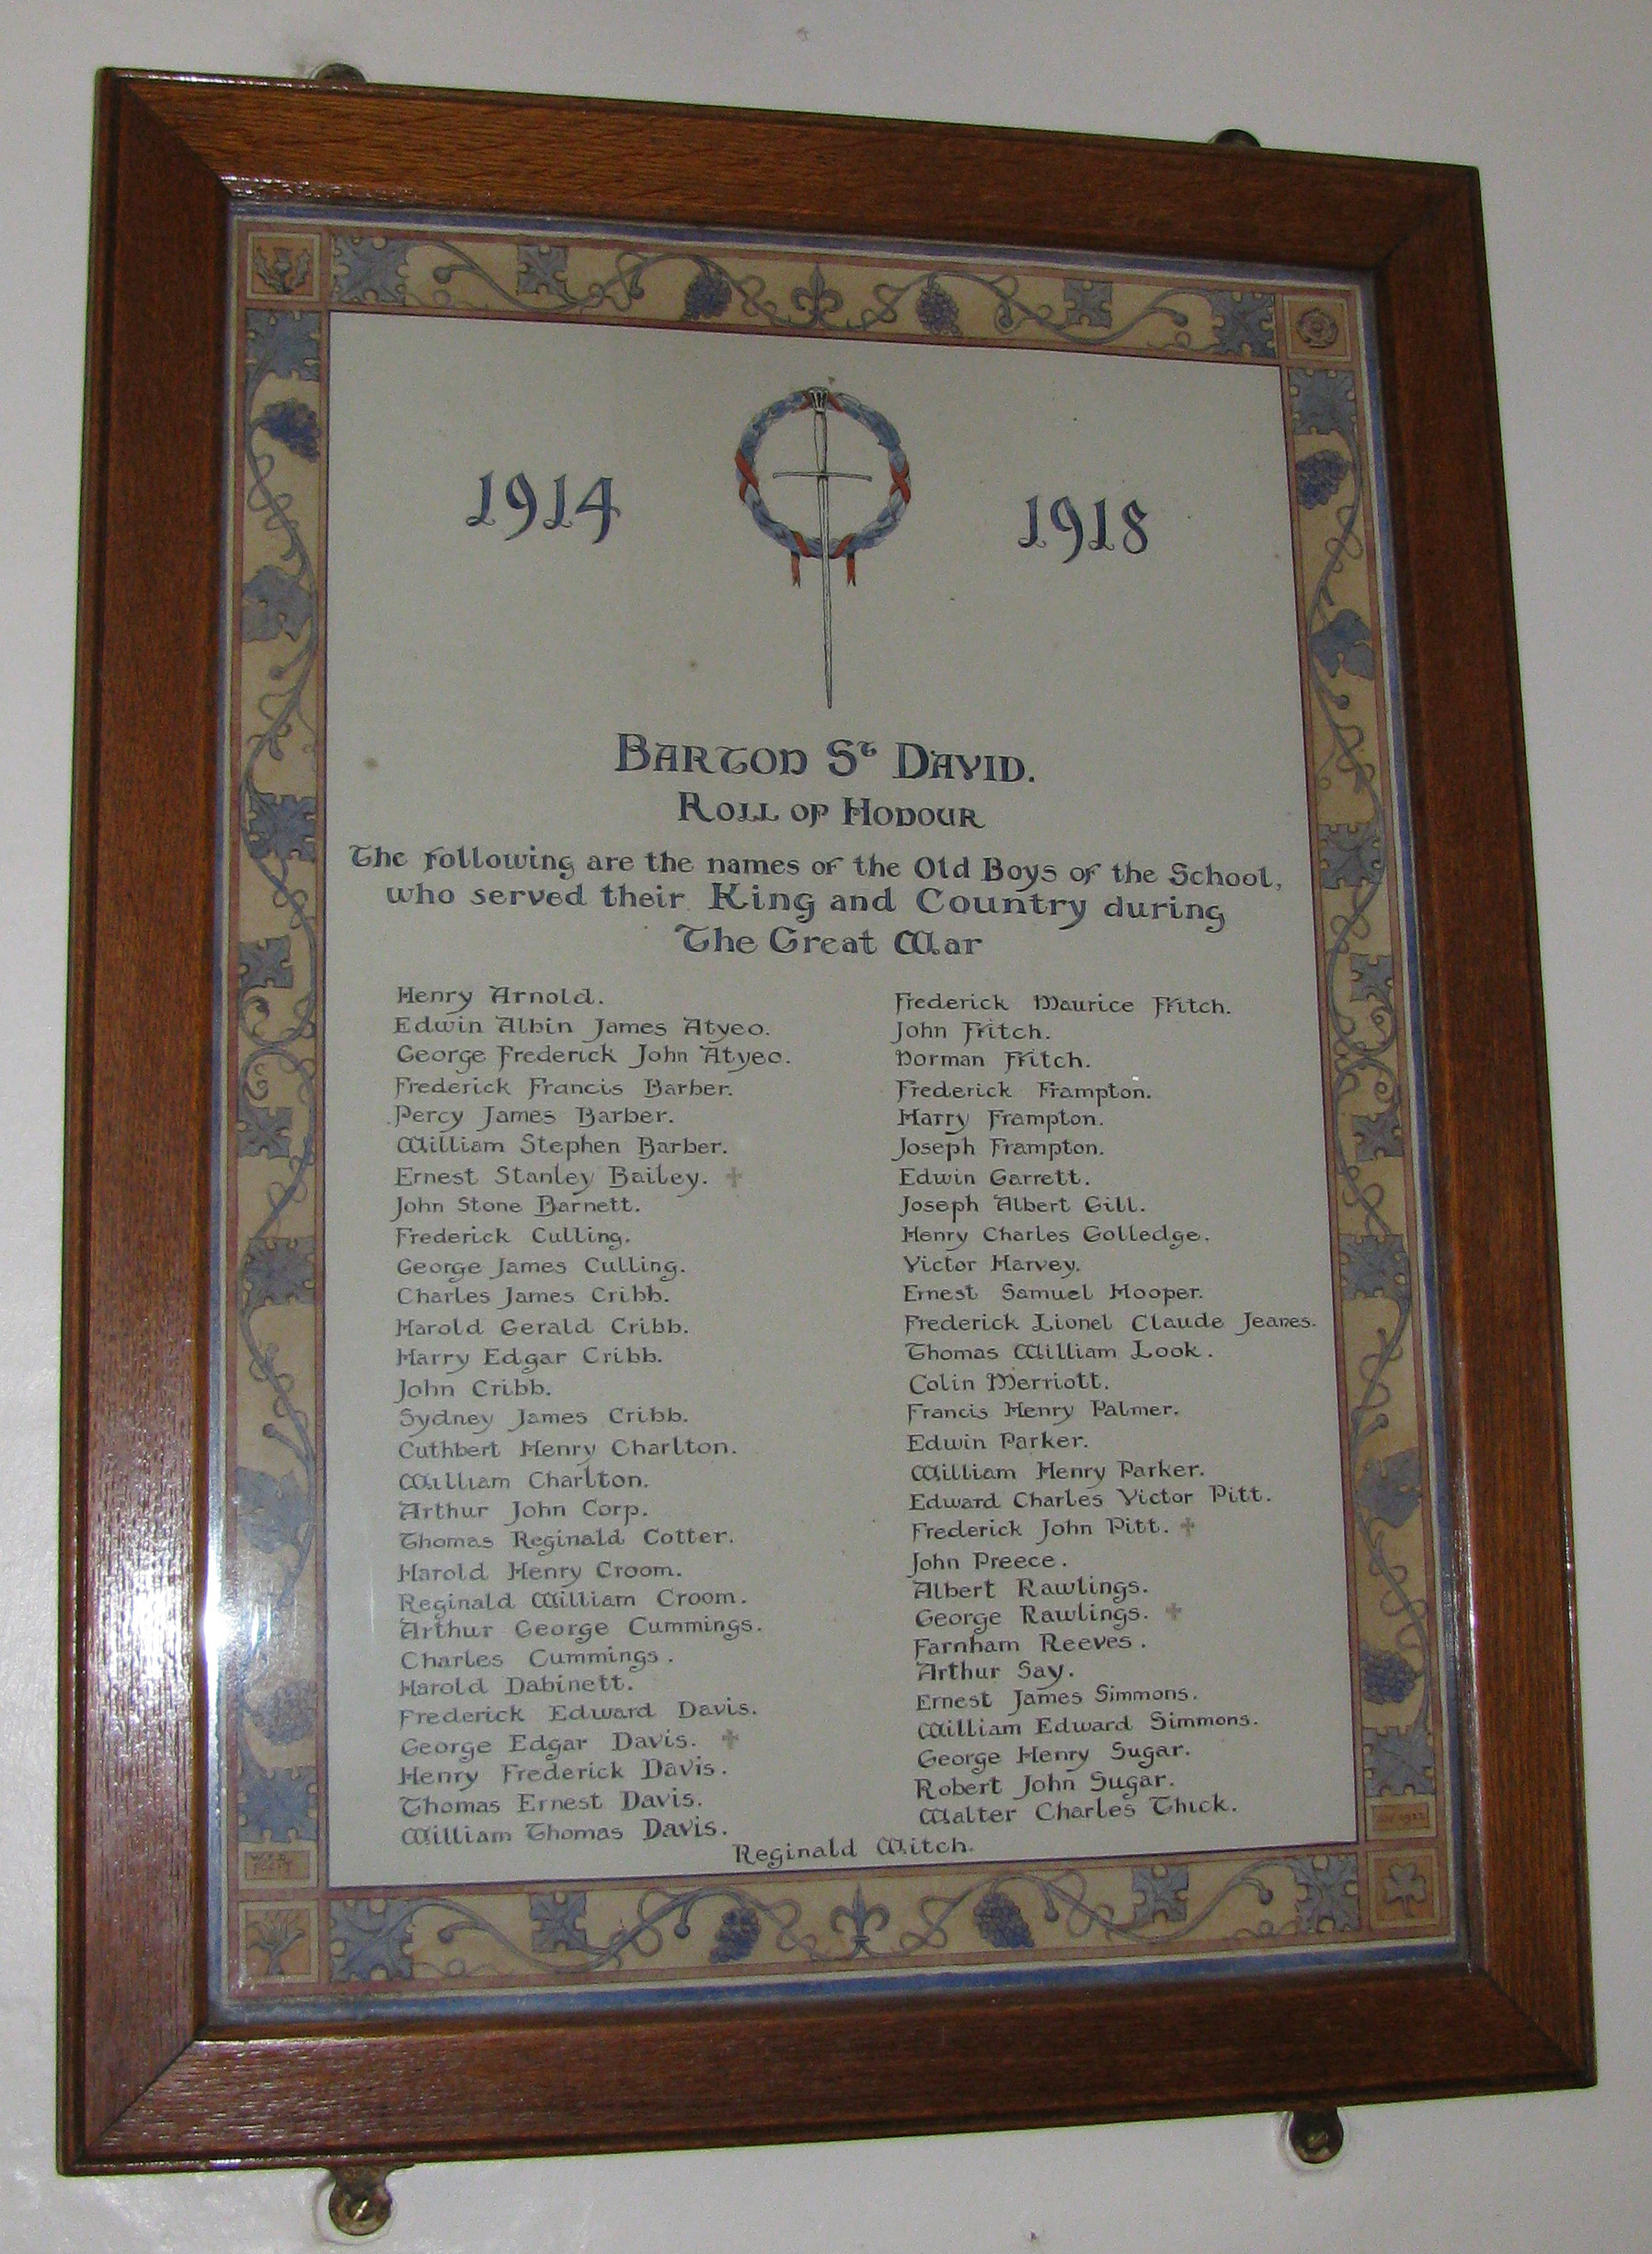 1914 1918
BARTON St DAVID.
ROLL OF HONOUR
The following are the names of the Old Boys of the School,
who served their King and Country during
The Great War
Henry Arnold.
Edwin Albin James Atyeo.
George Frederick John Atyeo.
Frederick Francis Barber.
Percy James Barber.
William Stephen Barber.
Ernest Stanley Bailey. ✝
John Stone Barnett.
Frederick Culling.
George James Culling.
Charles James Cribb.
Harold Gerald Cribb.
Harry Edgar Cribb.
John Cribb.
Sydney James Cribb.
Cuthbert Henry Charlton.
William Charlton.
Arthur John Corp.
Thomas Reginald Cotter.
Harold Henry Croom.
Reginald William Croom.
Arthur George Cummings.
Charles Cummings.
Harold Dabinett.
Frederick Edward Davis.
George Edgar Davis. ✝
Henry Frederick Davis.
Thomas Ernest Davis.
William Thomas Davis.
Frederick Maurice Fritch.
John Fritch.
Norman Fritch.
Frederick Frampton.
Harry Frampton.
Joseph Frampton.
Edwin Garrett.
Joseph Albert Gill.
Henry Charles Golledge.
Victor Harvey.
Ernest Samuel Hooper.
Frederick Lionel Claude Jeanes.
Thomas William Look.
Colin Merriott.
Francis Henry Palmer.
Edwin Parker.
William Henry Parker.
Edward Charles Victor Pitt.
Frederick John Pitt. ✝
John Preece.
Albert Rawlings.
George Rawlings. ✝
Farnham Reeves.
Arthur Say.
Ernest James Simmons.
William Edward Simmons.
George Henry Sugar.
Robert John Sugar.
Walter Charles Thick.
Reginald Witch.